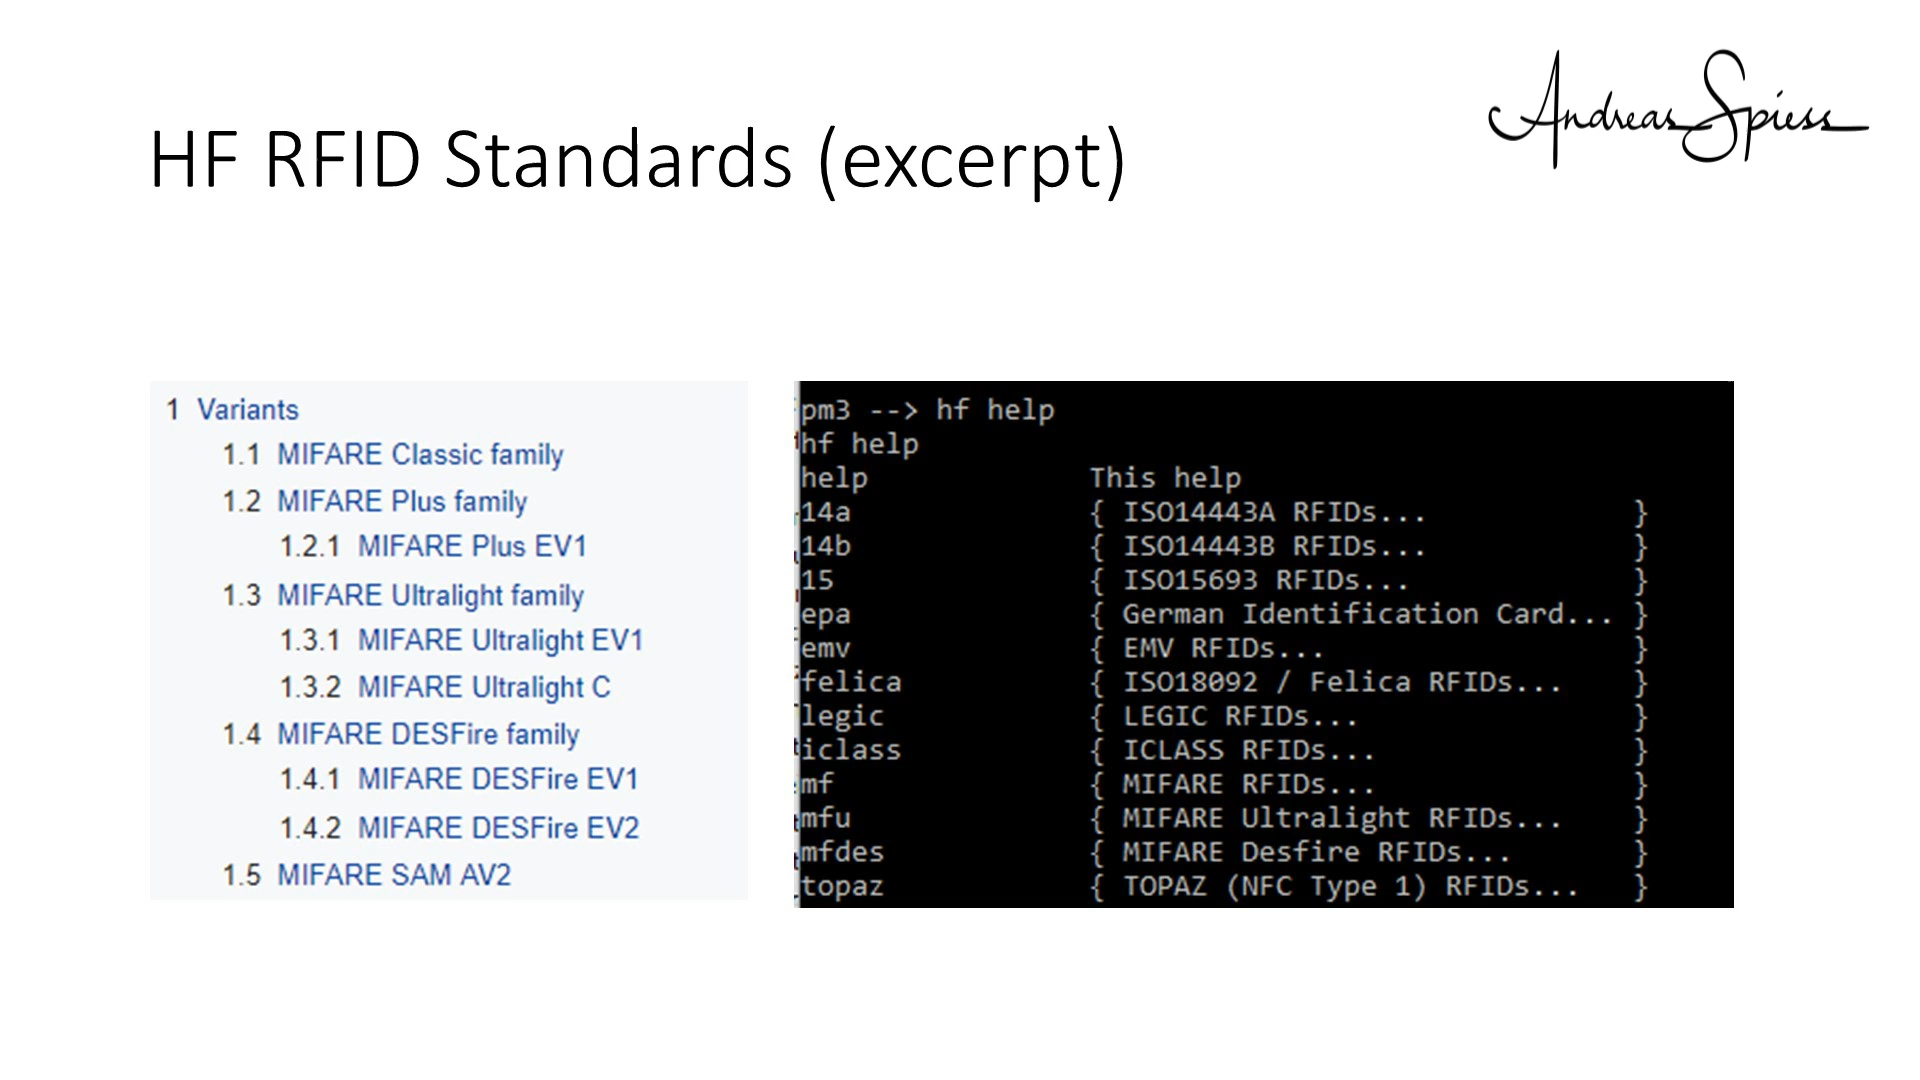 Andreas Spiess
HF RFID Standards (excerpt)
1 Variants
1.1 MIFARE Classic family
1.2 MIFARE Plus family
1.2.1 MIFARE Plus EV1
1.3 MIFARE Ultralight family
1.3.1 MIFARE Ultralight EV1
1.3.2 MIFARE Ultralight C
1.4 MIFARE DESFire family
1.4.1 MIFARE DESFire EV1
1.4.2 MIFARE DESFire EV2
1.5 MIFARE SAM AV2
pm3 --> hf help
hf help
help This help
14a { ISO14443A RFIDs... }
14b { ISO14443B RFIDs... }
15 { ISO15693 RFIDs... }
epa { German Identification Card... }
emv { EMV RFIDs... }
felica { ISO18092 / Felica RFIDs... }
legic { LEGIC RFIDs... }
iclass { ICLASS RFIDs... }
mf { MIFARE RFIDs... }
mfu { MIFARE Ultralight RFIDs... }
mfdes { MIFARE Desfire RFIDs... }
topaz { TOPAZ (NFC Type 1) RFIDs... }